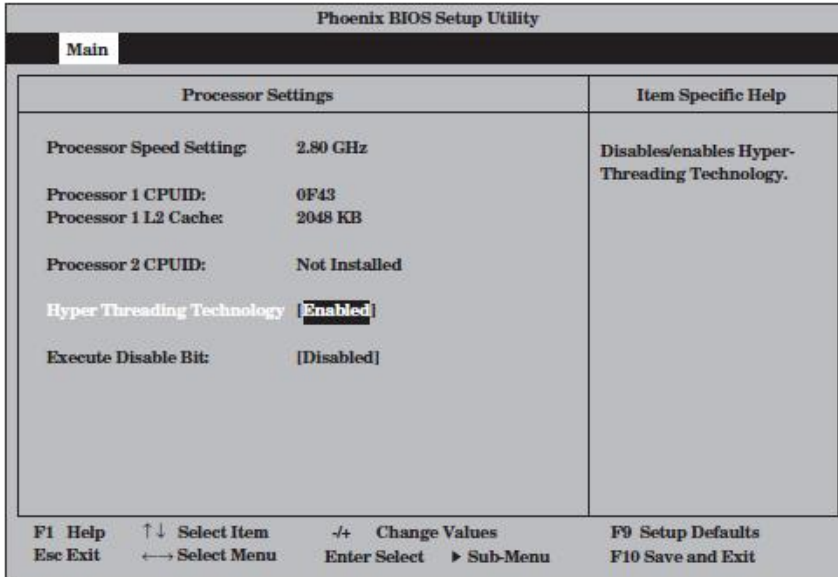 Phoenix BIOS Setup Utility
Main
Processor Settings
Item Specific Help
Processor Speed Setting: 2.80 GHz
Processor 1 CPUID: 0F43
Processor 1 L2 Cache: 2048 KB
Processor 2 CPUID: Not Installed
Hyper Threading Technology [Enabled]
Execute Disable Bit: [Disabled]
Disables/enables Hyper-
Threading Technology.
F1 Help ↑↓ Select Item -/+ Change Values F9 Setup Defaults
Esc Exit ←→ Select Menu Enter Select ▶ Sub-Menu F10 Save and Exit